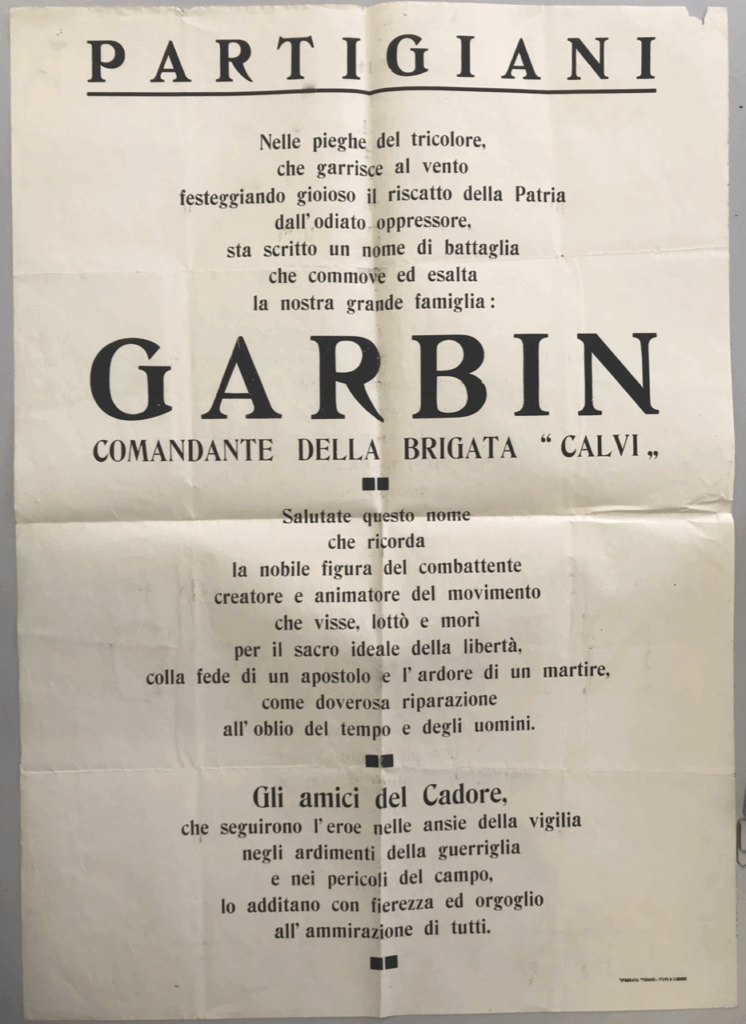 PARTIGIANI
Nelle pieghe del tricolore,
che garrisce al vento
festeggiando gioioso il riscatto della Patria
dall'odiato oppressore,
sta scritto un nome di battaglia
che commove ed esalta
la nostra grande famiglia:
GARBIN
COMANDANTE DELLA BRIGATA “ CALVI „
Salutate questo nome
che ricorda
la nobile figura del combattente
creatore e animatore del movimento
che visse, lottò e morì
per il sacro ideale della libertà,
colla fede di un apostolo e l'ardore di un martire,
come doverosa riparazione
all'oblio del tempo e degli uomini.
Gli amici del Cadore,
che seguirono l'eroe nelle ansie della vigilia
negli ardimenti della guerriglia
e nei pericoli del campo,
lo additano con fierezza ed orgoglio
all'ammirazione di tutti.